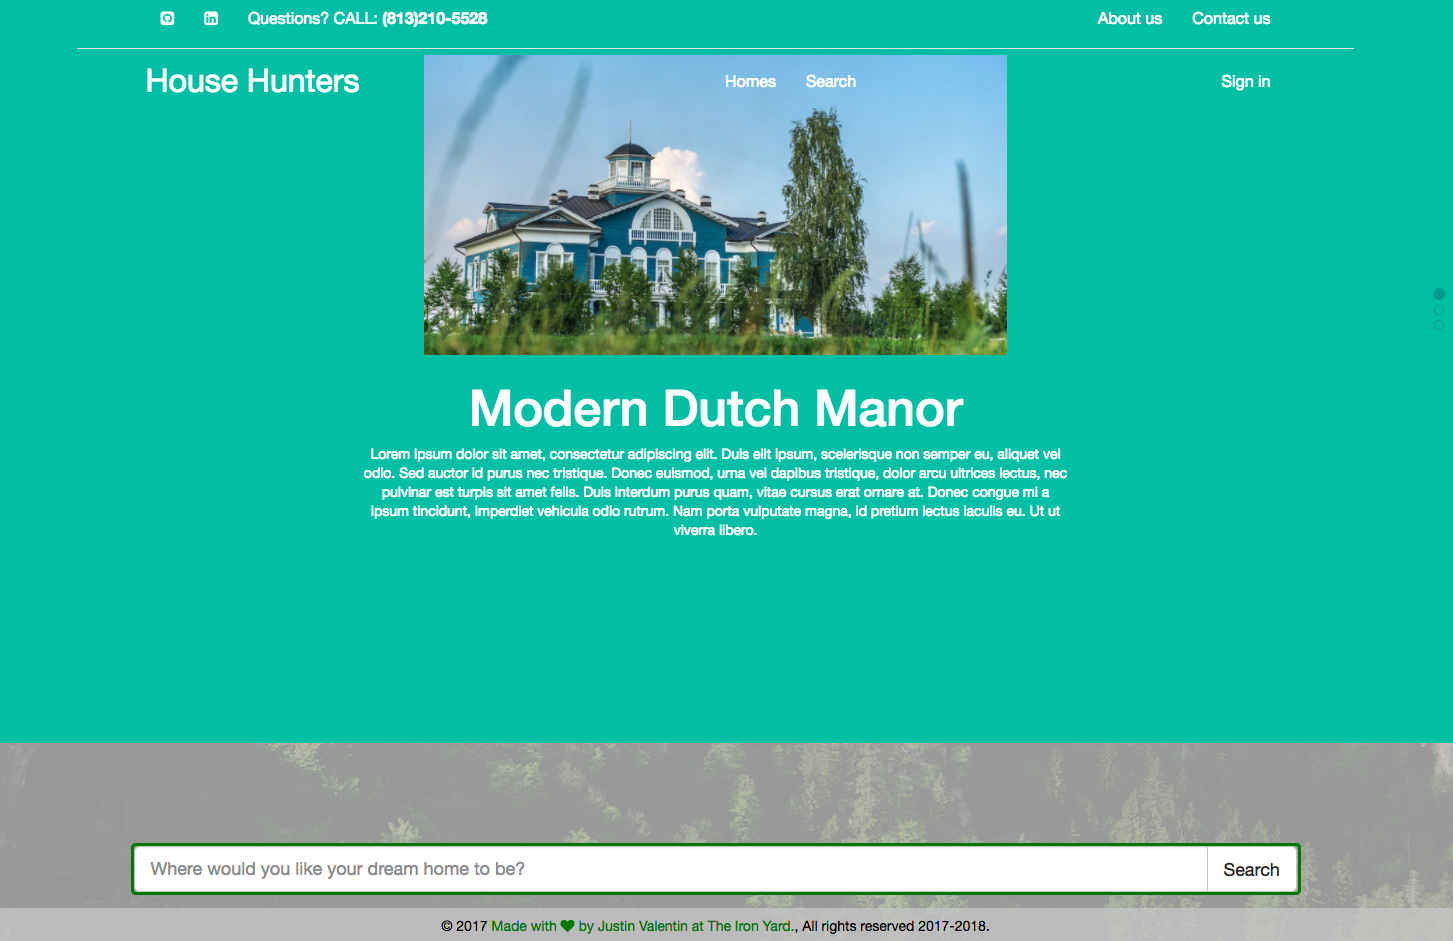 Questions? CALL: (813)210-5528
About us
Contact us
House Hunters
Homes
Search
Sign in
Modern Dutch Manor
Lorem ipsum dolor sit amet, consectetur adipiscing elit. Duis elit ipsum, scelerisque non semper eu, aliquet vel
odio. Sed auctor id purus nec tristique. Donec euismod, urna vel dapibus tristique, dolor arcu ultrices lectus, nec
pulvinar est turpis sit amet felis. Duis interdum purus quam, vitae cursus erat ornare at. Donec congue mi a
ipsum tincidunt, imperdiet vehicula odio rutrum. Nam porta vulputate magna, id pretium lectus iaculis eu. Ut ut
viverra libero.
Where would you like your dream home to be?
Search
© 2017 Made with ♥ by Justin Valentin at The Iron Yard., All rights reserved 2017-2018.